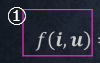 ①
f(i,u) =